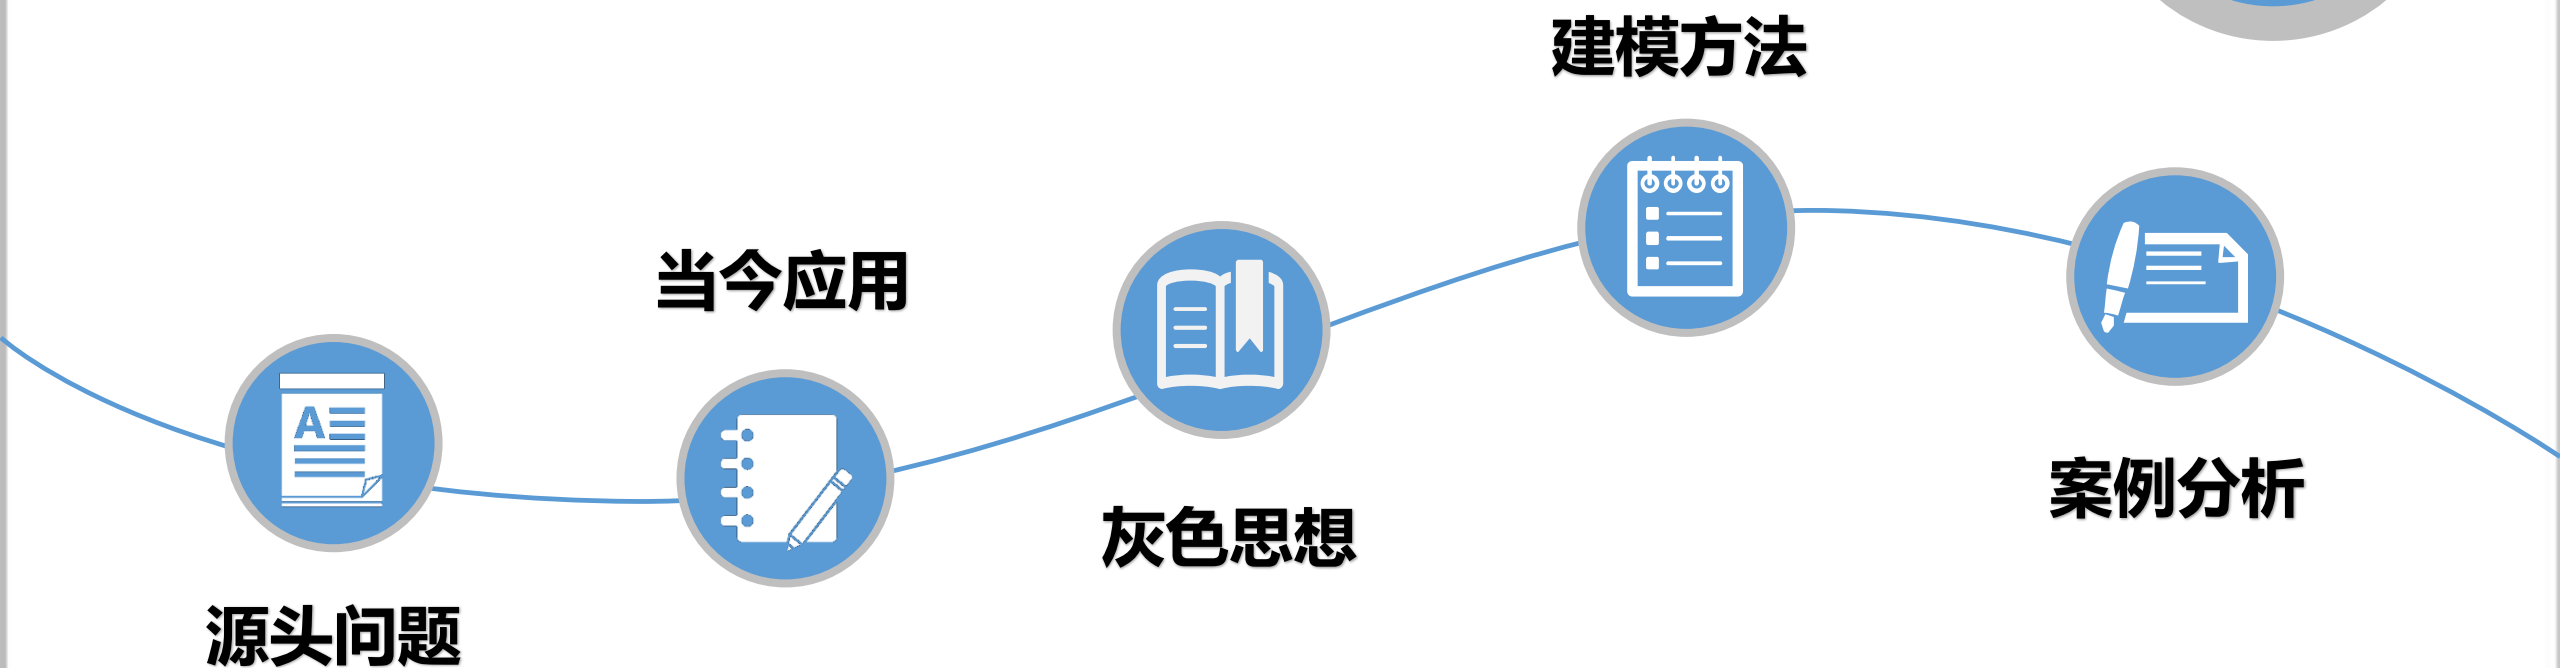 源头问题
当今应用
灰色思想
建模方法
案例分析